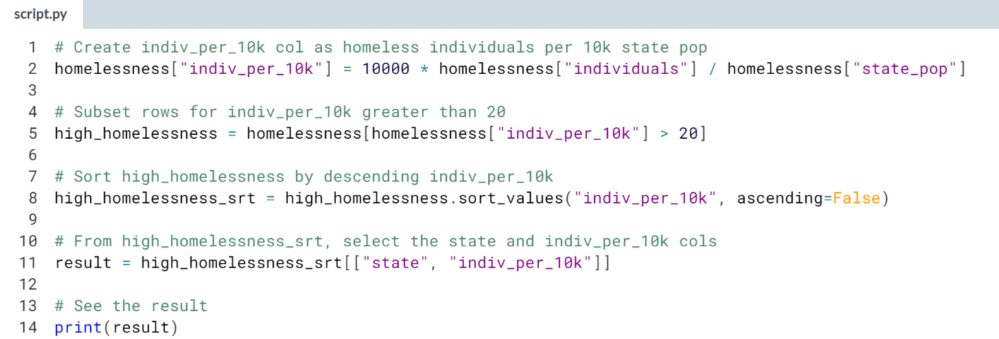 script.py
1 # Create indiv_per_10k col as homeless individuals per 10k state pop
2 homelessness["indiv_per_10k"] = 10000 * homelessness["individuals"] / homelessness["state_pop"]
3
4 # Subset rows for indiv_per_10k greater than 20
5 high_homelessness = homelessness[homelessness["indiv_per_10k"] > 20]
6
7 # Sort high_homelessness by descending indiv_per_10k
8 high_homelessness_srt = high_homelessness.sort_values("indiv_per_10k", ascending=False)
9
10 # From high_homelessness_srt, select the state and indiv_per_10k cols
11 result = high_homelessness_srt[["state", "indiv_per_10k"]]
12
13 # See the result
14 print(result)